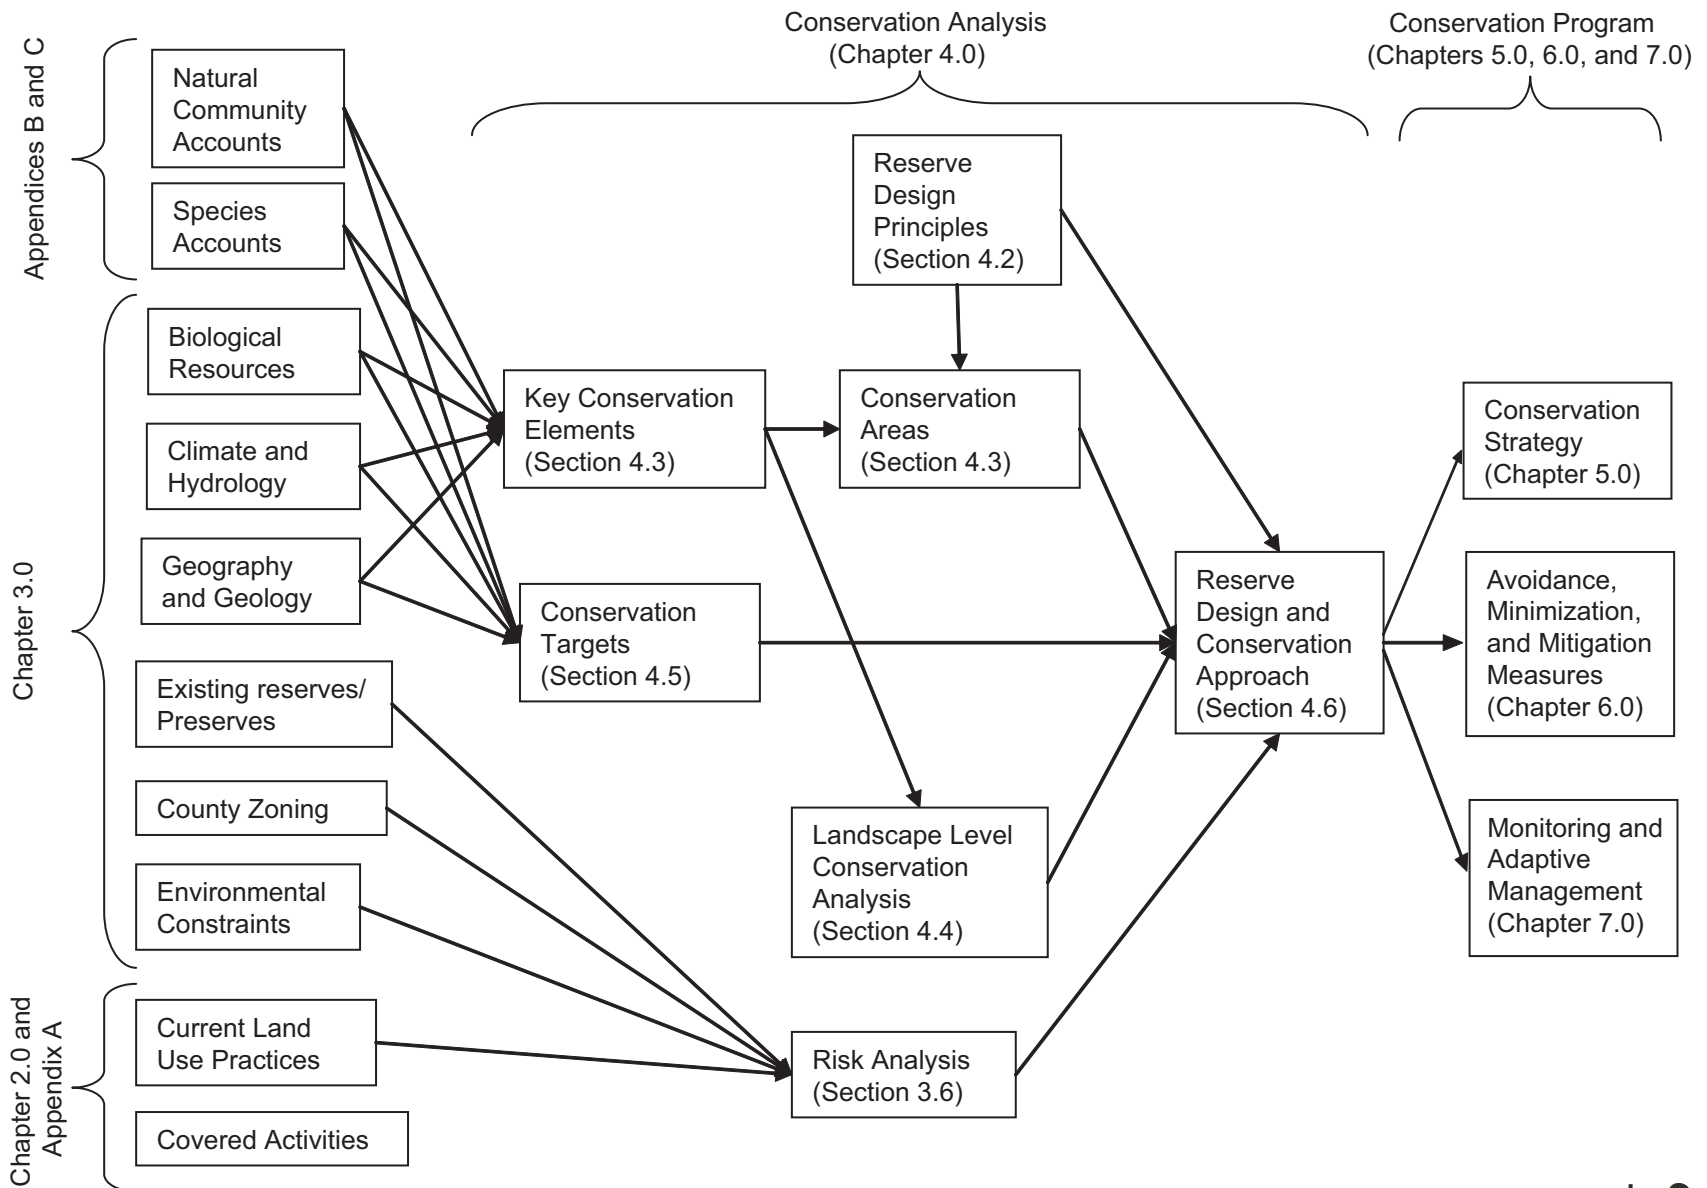 Conservation Analysis
(Chapter 4.0)
Conservation Program
(Chapters 5.0, 6.0, and 7.0)
Appendices B and C
Natural
Community
Accounts
Species
Accounts
Chapter 3.0
Biological
Resources
Climate and
Hydrology
Geography
and Geology
Existing reserves/
Preserves
County Zoning
Environmental
Constraints
Chapter 2.0 and
Appendix A
Current Land
Use Practices
Covered Activities
Reserve
Design
Principles
(Section 4.2)
Key Conservation
Elements
(Section 4.3)
Conservation
Areas
(Section 4.3)
Conservation
Targets
(Section 4.5)
Landscape Level
Conservation
Analysis
(Section 4.4)
Risk Analysis
(Section 3.6)
Reserve
Design and
Conservation
Approach
(Section 4.6)
Conservation
Strategy
(Chapter 5.0)
Avoidance,
Minimization,
and Mitigation
Measures
(Chapter 6.0)
Monitoring and
Adaptive
Management
(Chapter 7.0)